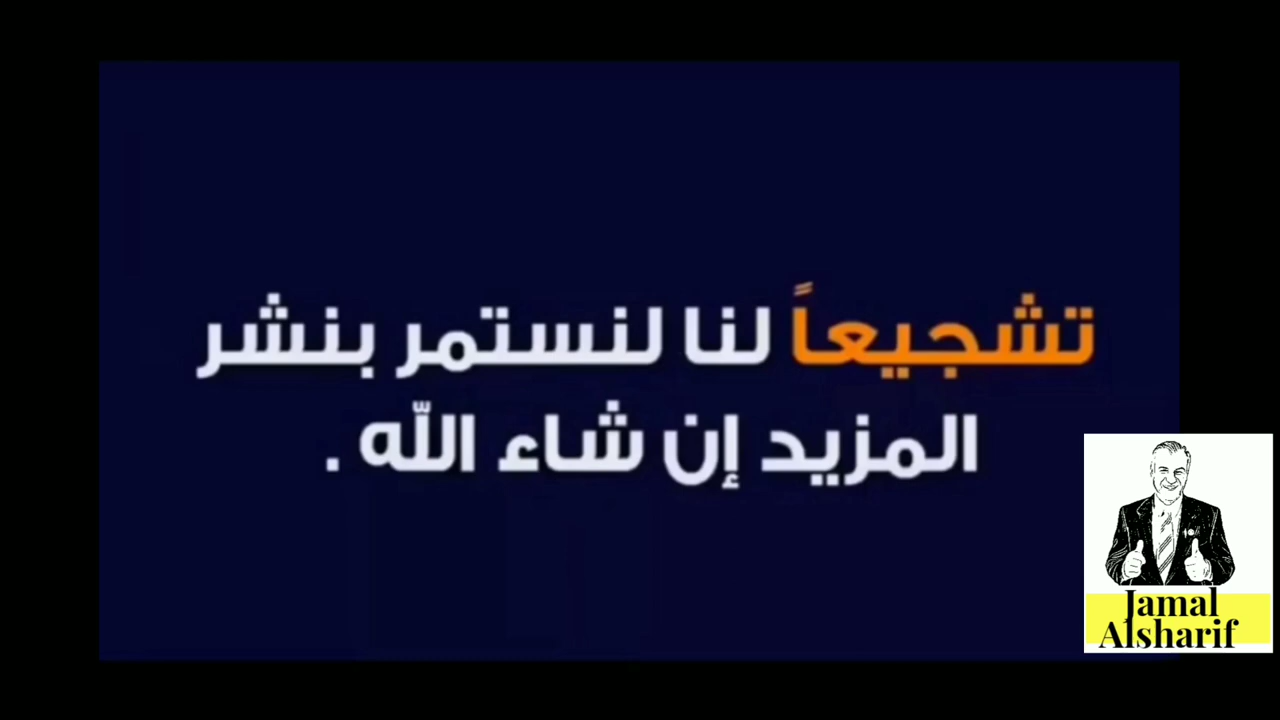 تشجيعاً لنا لنستمر بنشر
المزيد إن شاء الله .
Jamal
Alsharif